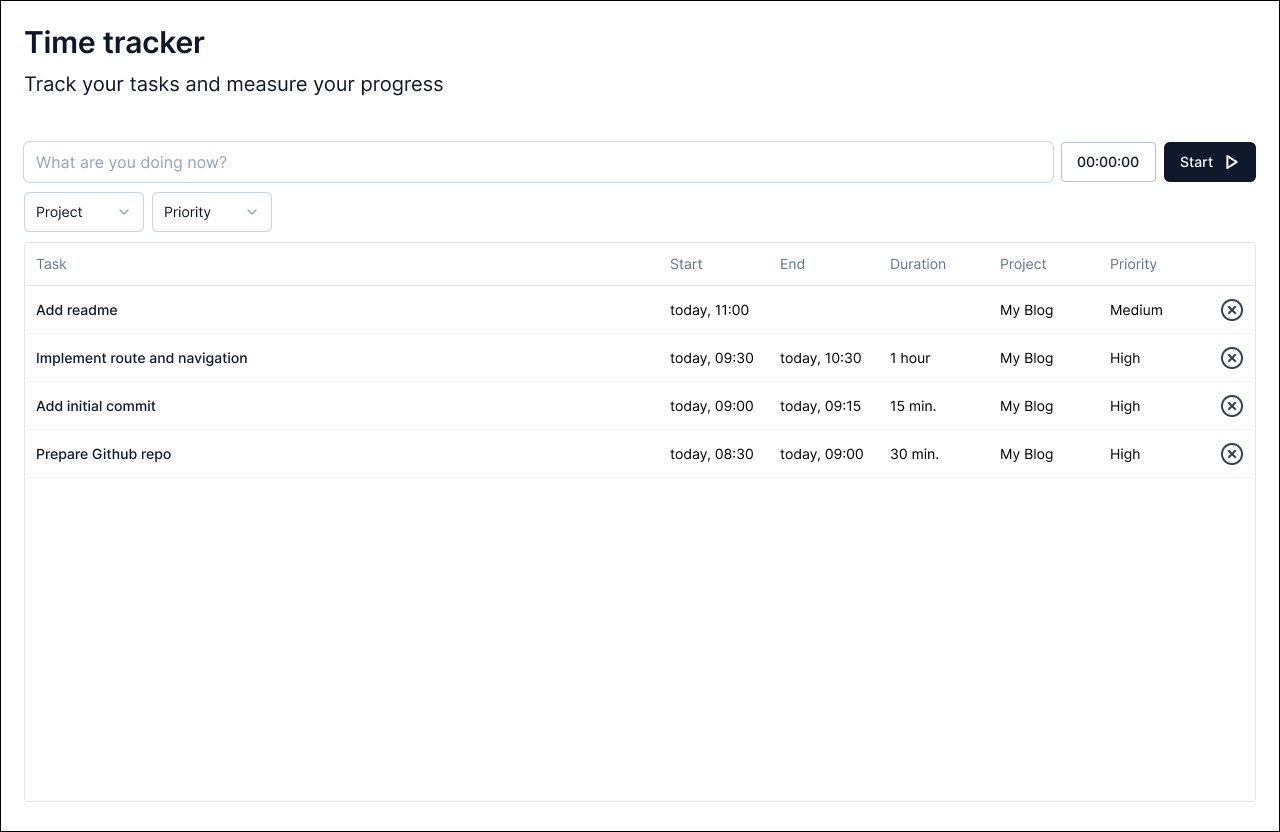 Time tracker
Track your tasks and measure your progress
What are you doing now? 00:00:00 Start
Project Priority
Task Start End Duration Project Priority
Add readme today, 11:00 My Blog Medium
Implement route and navigation today, 09:30 today, 10:30 1 hour My Blog High
Add initial commit today, 09:00 today, 09:15 15 min. My Blog High
Prepare Github repo today, 08:30 today, 09:00 30 min. My Blog High